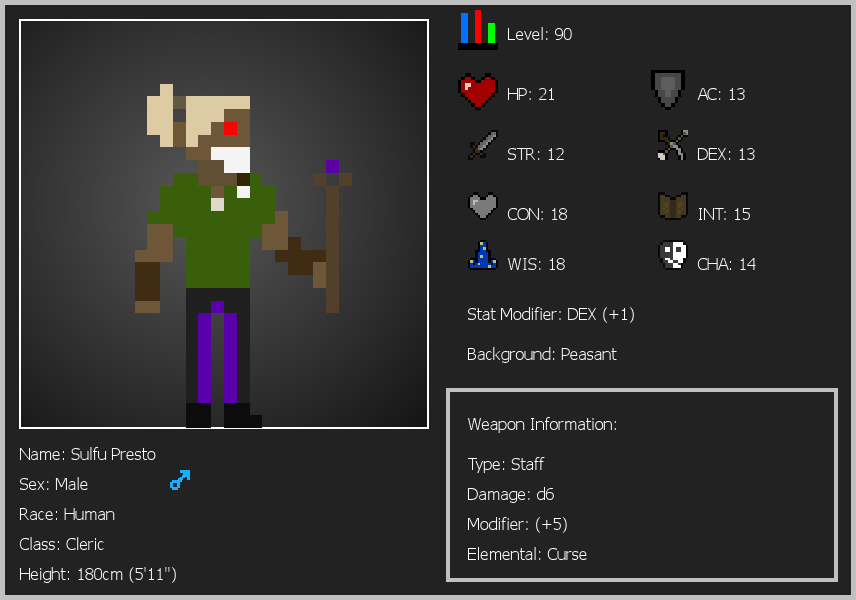 Level: 90
HP: 21
AC: 13
STR: 12
DEX: 13
CON: 18
INT: 15
WIS: 18
CHA: 14
Stat Modifier: DEX (+1)
Background: Peasant
Weapon Information:
Type: Staff
Damage: d6
Modifier: (+5)
Elemental: Curse
Name: Sulfu Presto
Sex: Male
Race: Human
Class: Cleric
Height: 180cm (5'11")